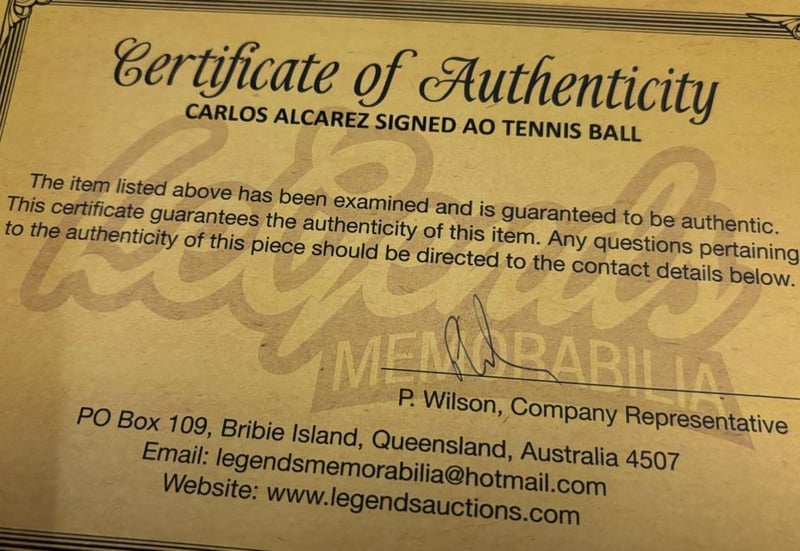 Certificate of Authenticity
CARLOS ALCAREZ SIGNED AO TENNIS BALL
The item listed above has been examined and is guaranteed to be authentic.
This certificate guarantees the authenticity of this item. Any questions pertaining
to the authenticity of this piece should be directed to the contact details below.
Legends
MEMORABILIA
P. Wilson, Company Representative
PO Box 109, Bribie Island, Queensland, Australia 4507
Email: legendsmemorabilia@hotmail.com
Website: www.legendsauctions.com